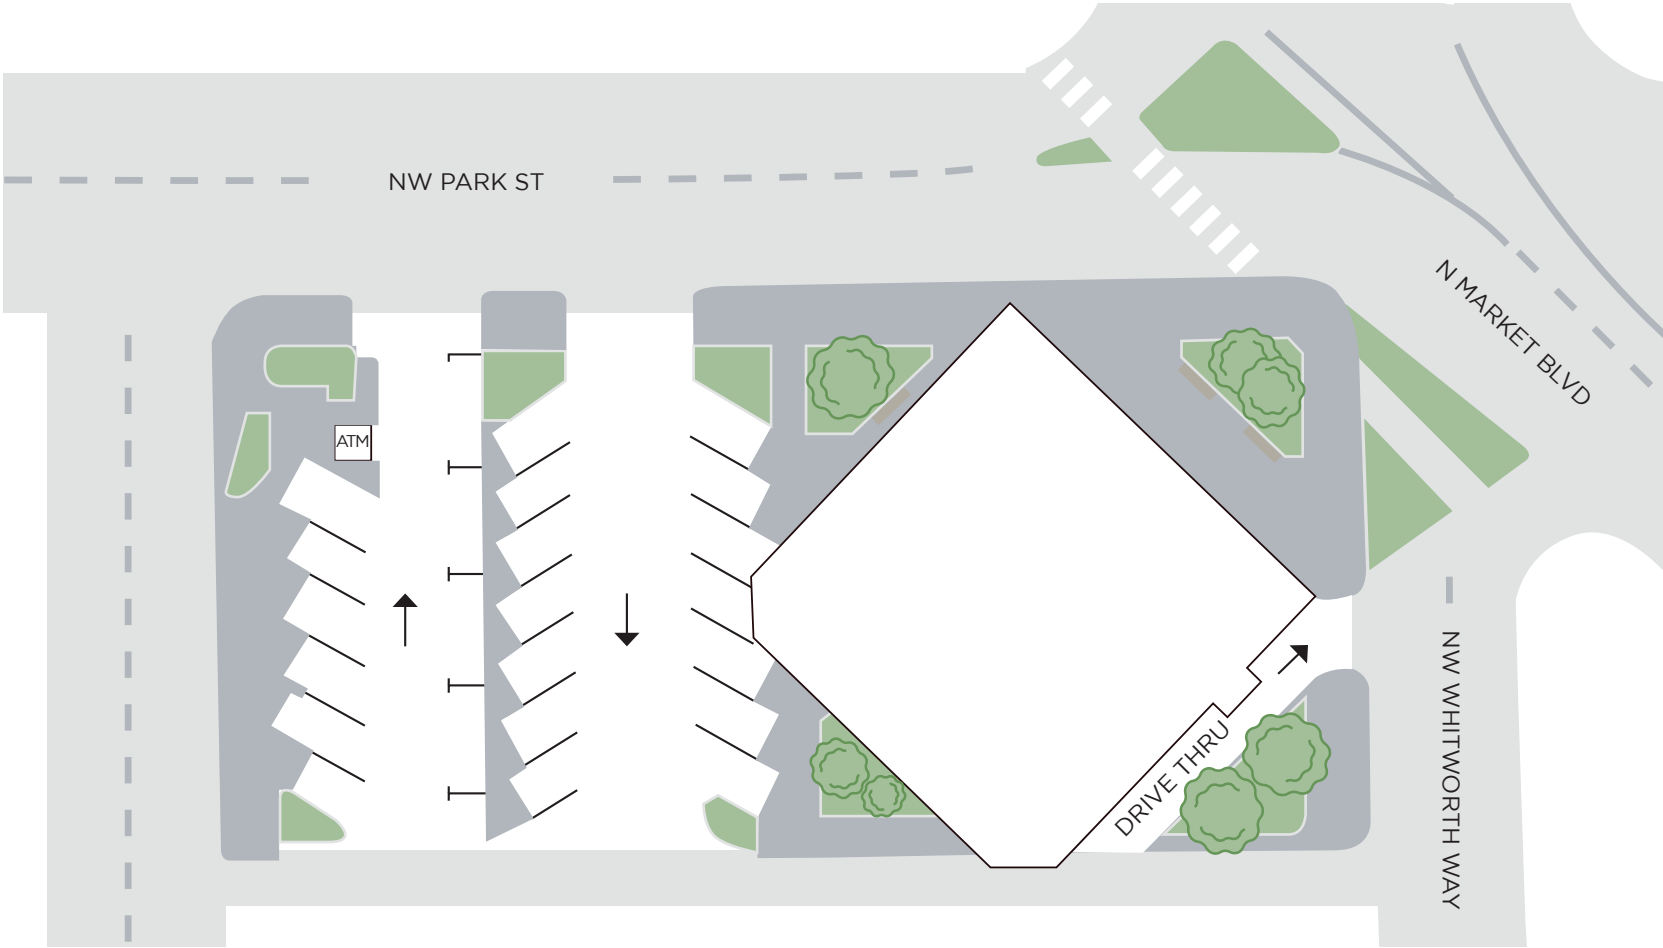 NW PARK ST
N MARKET BLVD
ATM
NW WHITWORTH WAY
DRIVE THRU